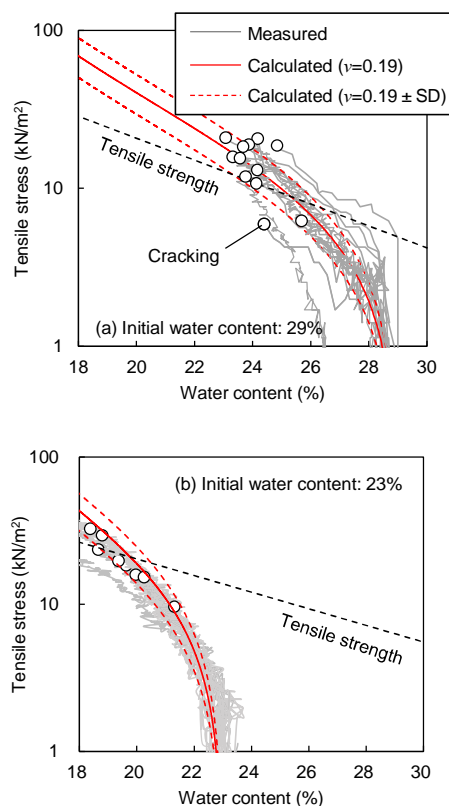 100
10
1
Tensile stress (kN/m²)
Measured
Calculated (ν=0.19)
Calculated (ν=0.19 ± SD)
Tensile strength
Cracking
(a) Initial water content: 29%
18 20 22 24 26 28 30
Water content (%)
100
10
1
Tensile stress (kN/m²)
(b) Initial water content: 23%
Tensile strength
18 20 22 24 26 28 30
Water content (%)